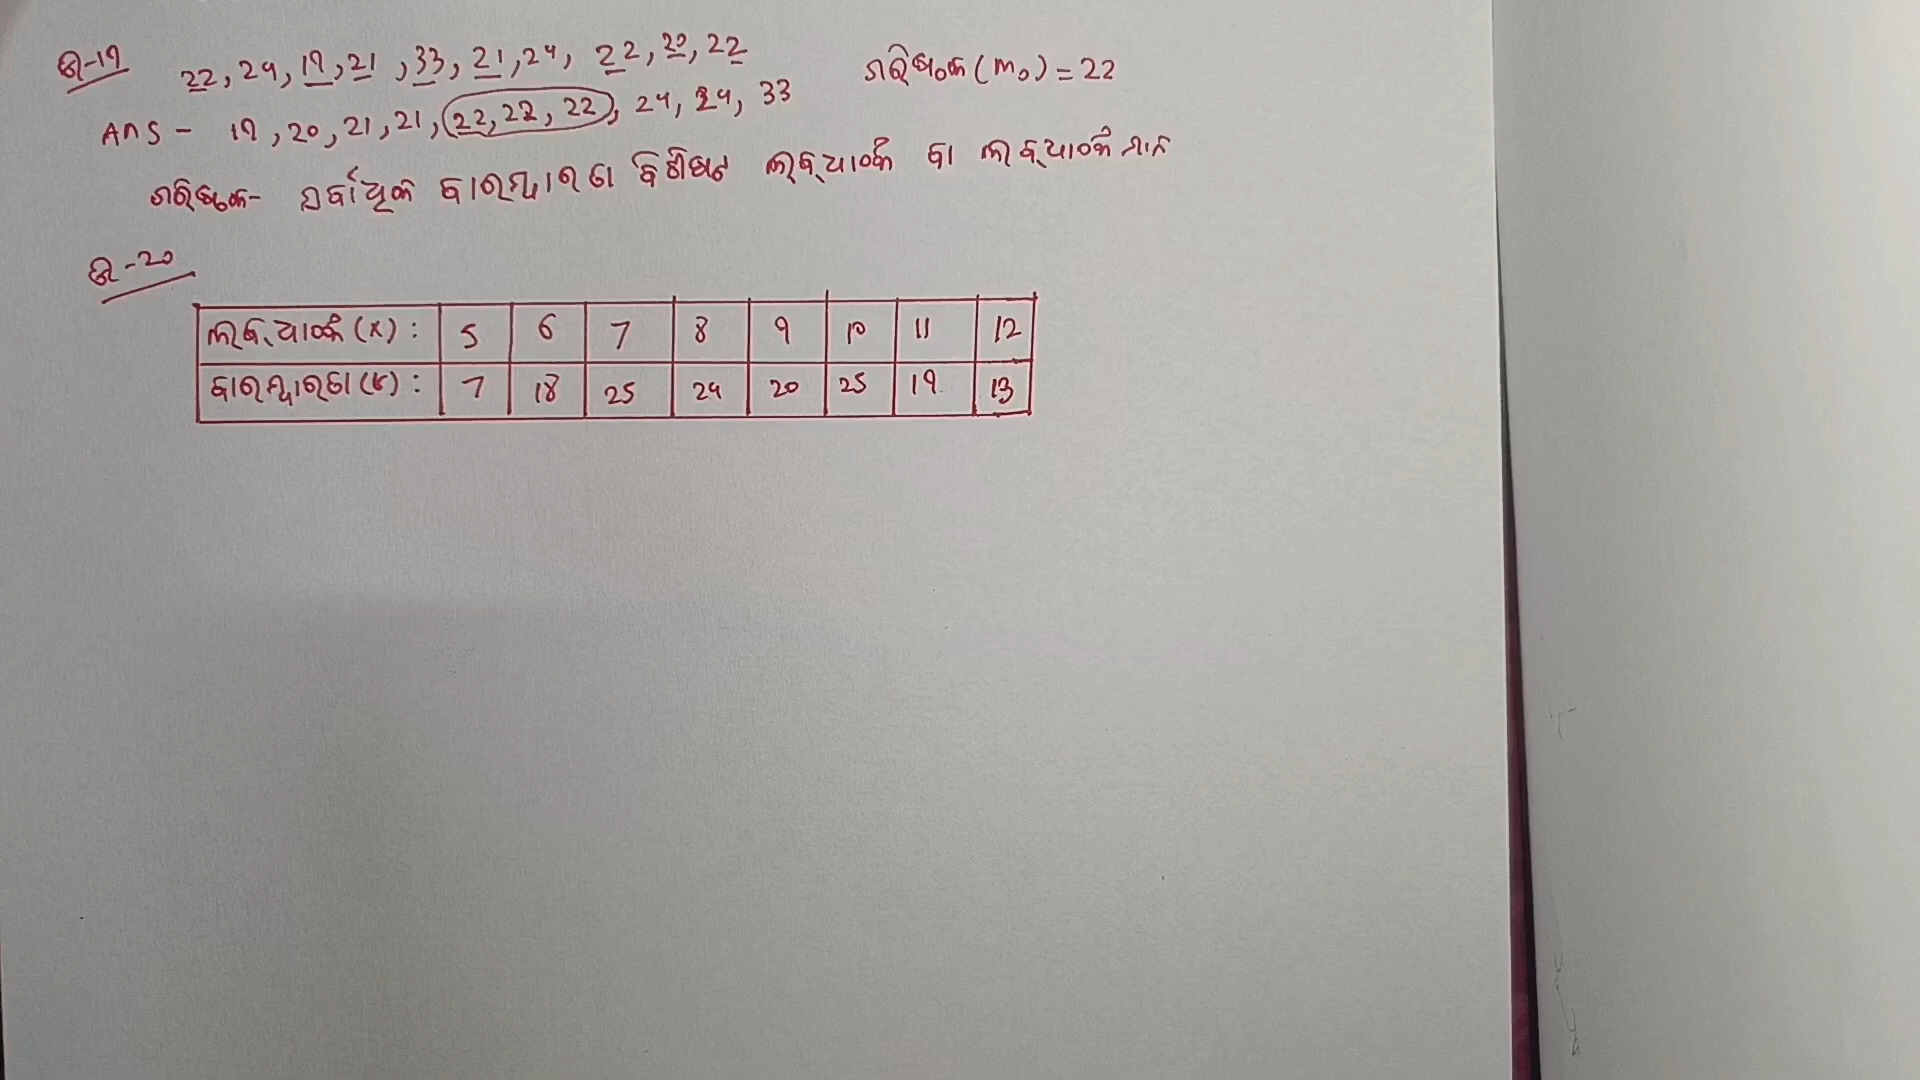 ଉ-19 22, 24, 19, 21, 33, 21, 24, 22, 20, 22 ଗରିଷ୍ଠକ (M₀) = 22
Ans - 19, 20, 21, 21, 22, 22, 22, 24, 24, 33
ଗରିଷ୍ଠକ- ସର୍ବାଧିକ ବାରମ୍ବାରତା ବିଶିଷ୍ଟ ଲବ୍ଧାଙ୍କ ବା ଲବ୍ଧାଙ୍କମାନ
ଉ-20
ଲବ୍ଧାଙ୍କ (x) : 5 6 7 8 9 10 11 12
ବାରମ୍ବାରତା (f) : 7 18 25 24 20 25 19 13